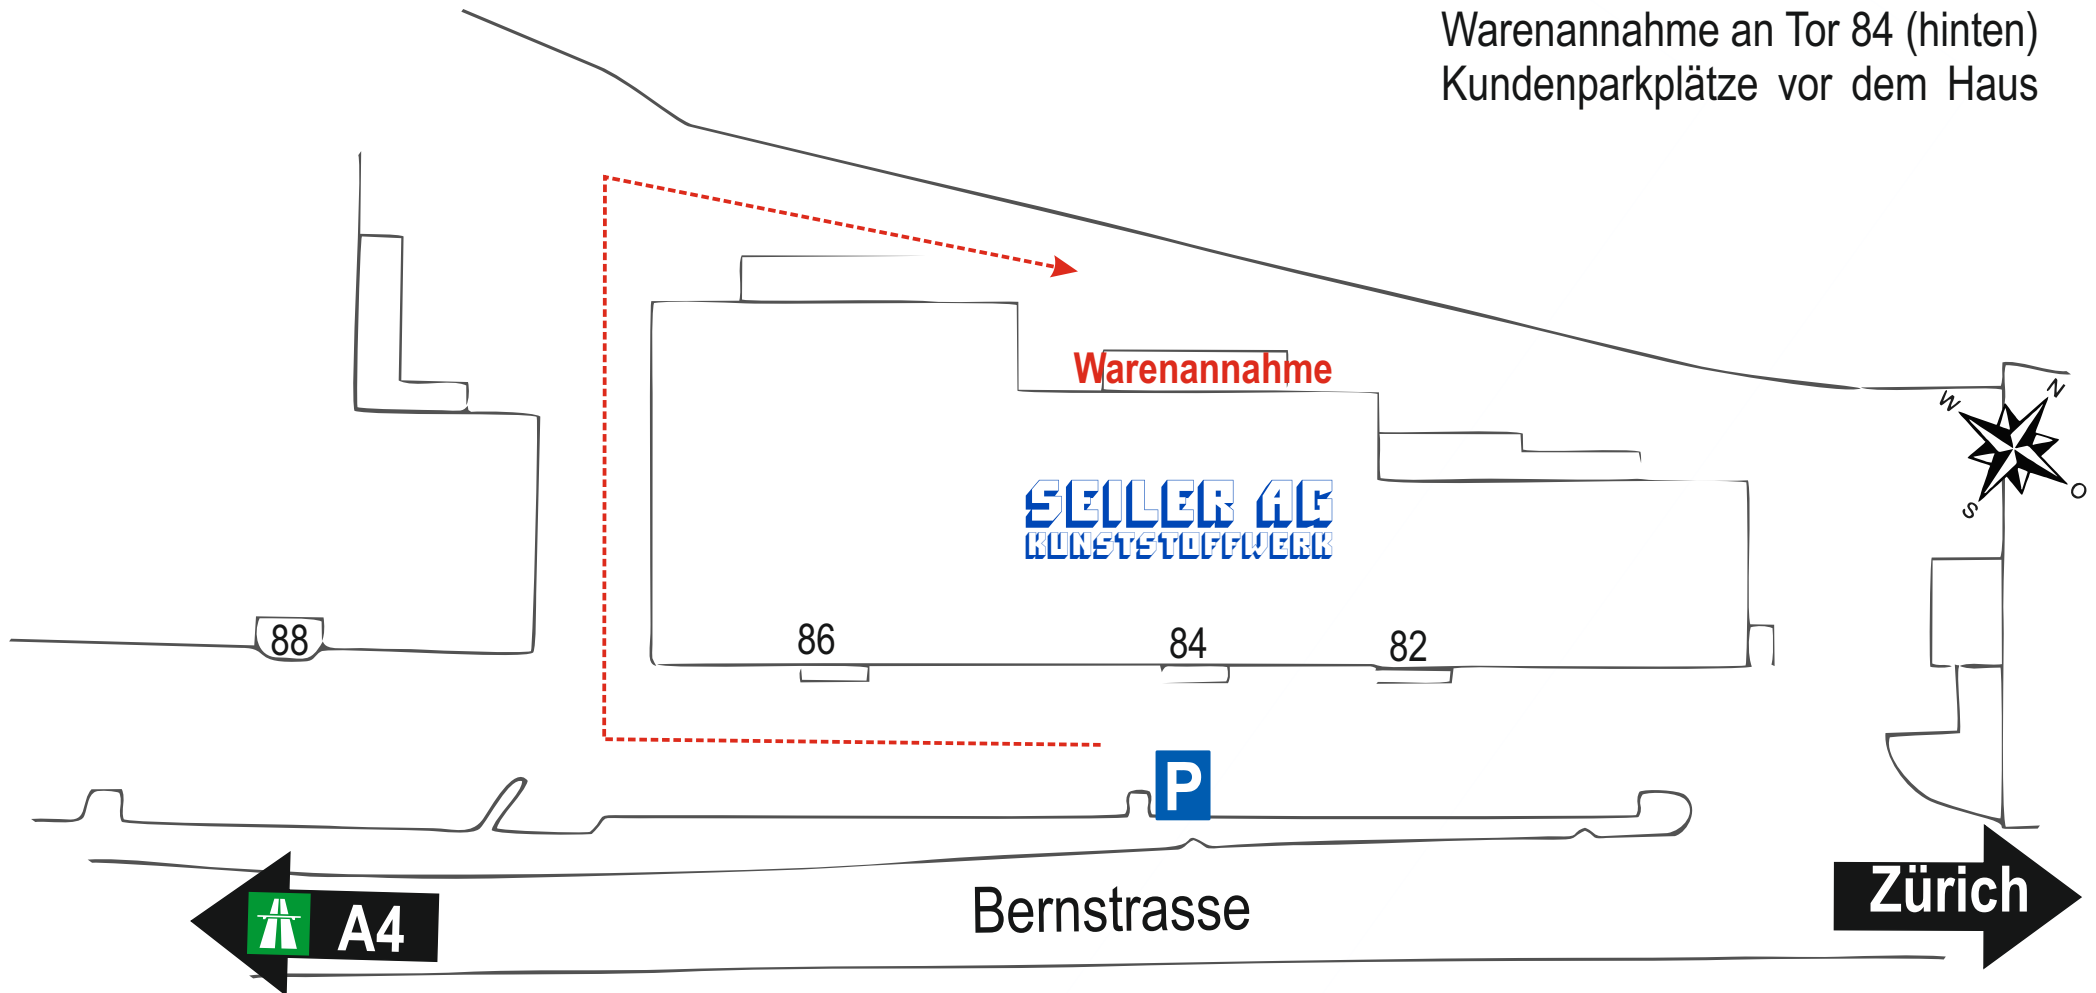 Warenannahme an Tor 84 (hinten)
Kundenparkplätze vor dem Haus
Warenannahme
N
W
O
S
SEILER AG
KUNSTSTOFFWERK
88
86
84
82
P
A4
Bernstrasse
Zürich